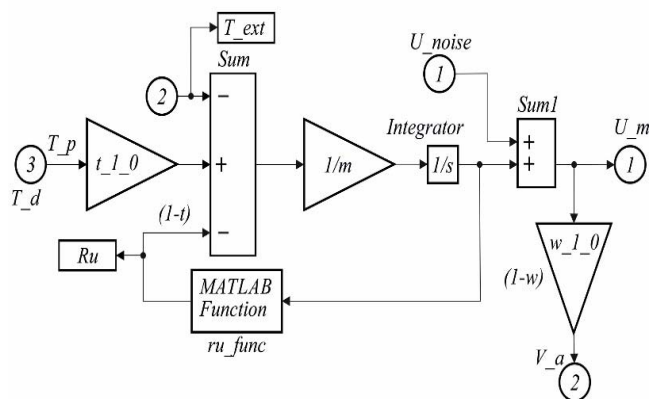 T_ext
Sum
U_noise
1
2
−
Sum1
Integrator
U_m
T_p
3
t_1_0
+
1/m
1/s
+
+
1
T_d
(1-t)
−
w_1_0
Ru
MATLAB
Function
(1-w)
ru_func
V_a
2